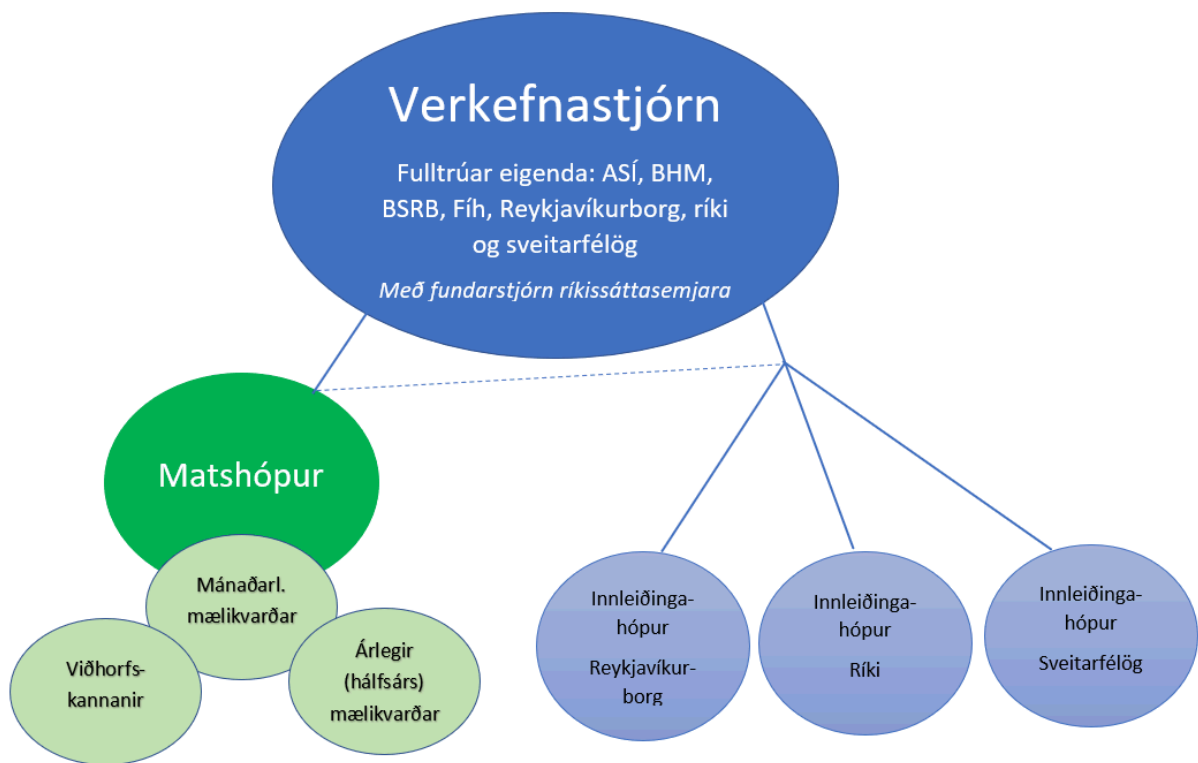 Verkefnastjórn
Fulltrúar eigenda: ASÍ, BHM,
BSRB, Fíh, Reykjavíkurborg, ríki
og sveitarfélög
Með fundarstjórn ríkissáttasemjara
Matshópur
Mánaðarl.
mælikvarðar
Viðhorfs-
kannanir
Árlegir
(hálfsárs)
mælikvarðar
Innleiðinga-
hópur
Reykjavíkur-
borg
Innleiðinga-
hópur
Ríki
Innleiðinga-
hópur
Sveitarfélög